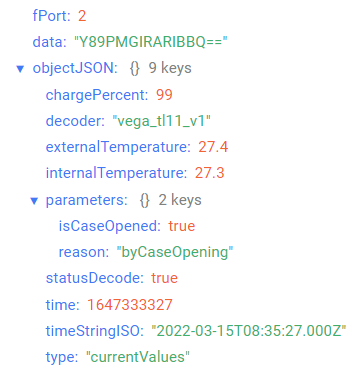 fPort: 2
data: "Y89PMGIRARIBBQ=="
▼ objectJSON: {} 9 keys
chargePercent: 99
decoder: "vega_tl11_v1"
externalTemperature: 27.4
internalTemperature: 27.3
▼ parameters: {} 2 keys
isCaseOpened: true
reason: "byCaseOpening"
statusDecode: true
time: 1647333327
timeStringISO: "2022-03-15T08:35:27.000Z"
type: "currentValues"